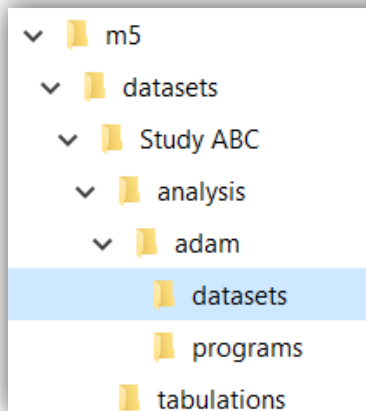 m5
datasets
Study ABC
analysis
adam
datasets
programs
tabulations